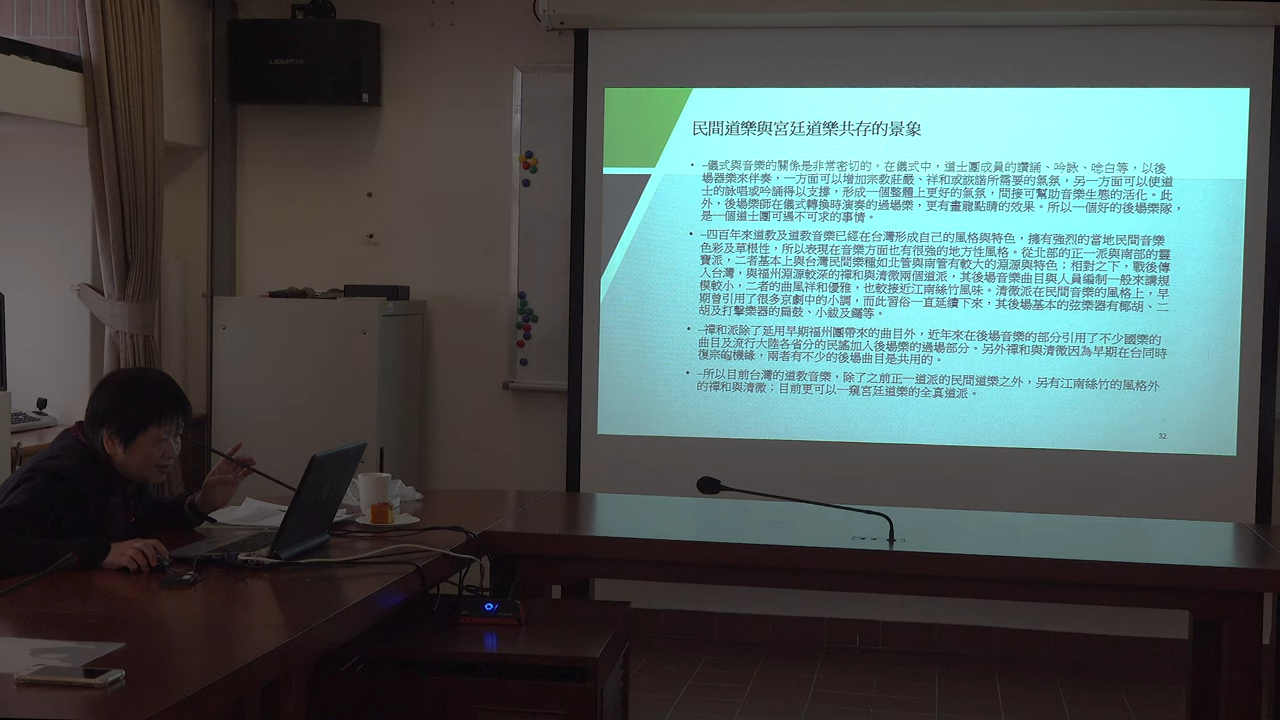 民間道樂與宮廷道樂共存的景象
• –儀式與音樂的關係是非常密切的。在儀式中，道士團成員的讚誦、吟詠、唸白等，以後
場器樂來伴奏，一方面可以增加宗教莊嚴、祥和或詼諧所需要的氣氛，另一方面可以使道
士的詠唱或吟誦得以支撐，形成一個整體上更好的氣氛，間接可幫助音樂生態的活化。此
外，後場樂師在儀式轉換時演奏的過場樂，更有畫龍點睛的效果。所以一個好的後場樂隊，
是一個道士團可遇不可求的事情。
• –四百年來道教及道教音樂已經在台灣形成自己的風格與特色，擁有強烈的當地民間音樂
色彩及草根性，所以表現在音樂方面也有很強的地方性風格。從北部的正一派與南部的靈
寶派，二者基本上與台灣民間樂種如北管與南管有較大的淵源與特色；相對之下，戰後傳
入台灣，與福州淵源較深的禪和與清微兩個道派，其後場音樂曲目與人員編制一般來講規
模較小，二者的曲風祥和優雅，也較接近江南絲竹風味。清微派在民間音樂的風格上，早
期曾引用了很多京劇中的小調，而此習俗一直延續下來，其後場基本的弦樂器有椰胡、二
胡及打擊樂器的扁鼓、小鈸及鑼等。
• –禪和派除了延用早期福州團帶來的曲目外，近年來在後場音樂的部分引用了不少國樂的
曲目及流行大陸各省分的民謠加入後場樂的過場部分。另外禪和與清微因為早期在台同時
復宗的機緣，兩者有不少的後場曲目是共用的。
• –所以目前台灣的道教音樂，除了之前正一道派的民間道樂之外，另有江南絲竹的風格外
的禪和與清微；目前更可以一窺宮廷道樂的全真道派。
32